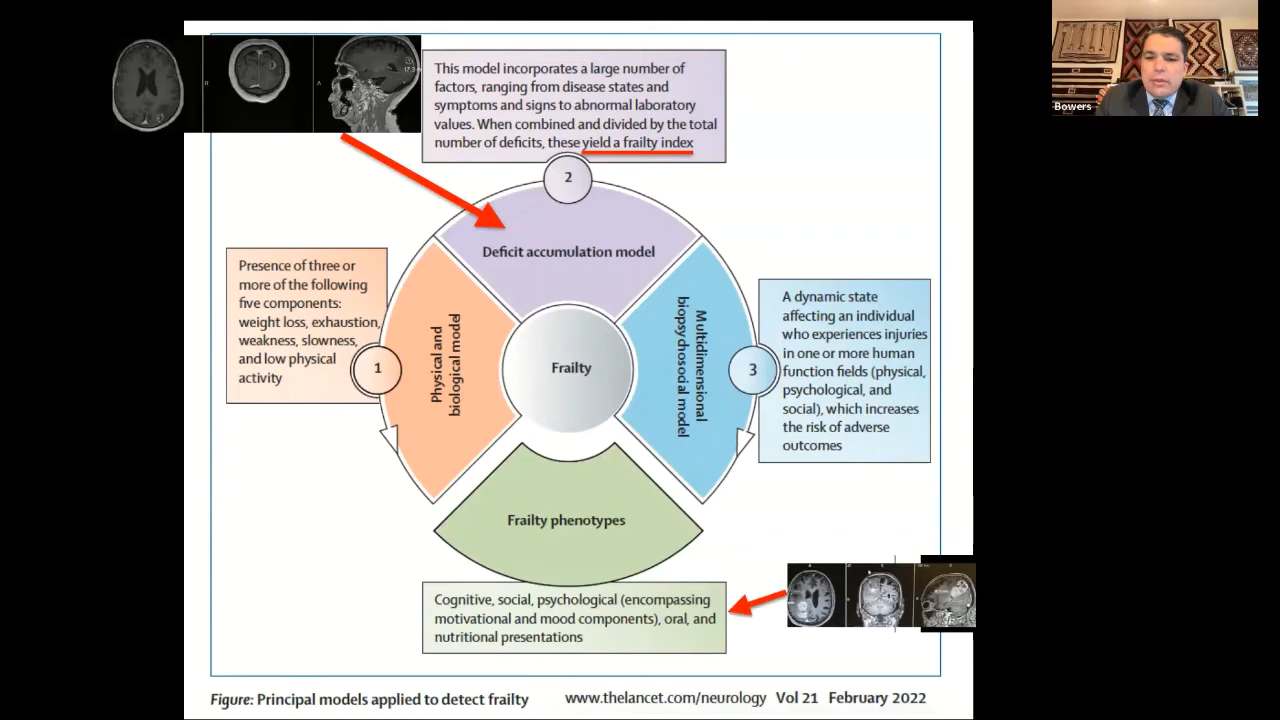 This model incorporates a large number of
factors, ranging from disease states and
symptoms and signs to abnormal laboratory
values. When combined and divided by the total
number of deficits, these yield a frailty index
2
Deficit accumulation model
Presence of three or
more of the following
five components:
weight loss, exhaustion,
weakness, slowness,
and low physical
activity
1
Physical and
biological model
Frailty
Multidimensional
biopsychosocial model
3
A dynamic state
affecting an individual
who experiences injuries
in one or more human
function fields (physical,
psychological, and
social), which increases
the risk of adverse
outcomes
Frailty phenotypes
Cognitive, social, psychological (encompassing
motivational and mood components), oral, and
nutritional presentations
Figure: Principal models applied to detect frailty
www.thelancet.com/neurology Vol 21 February 2022
Bowers
R
A
17.3